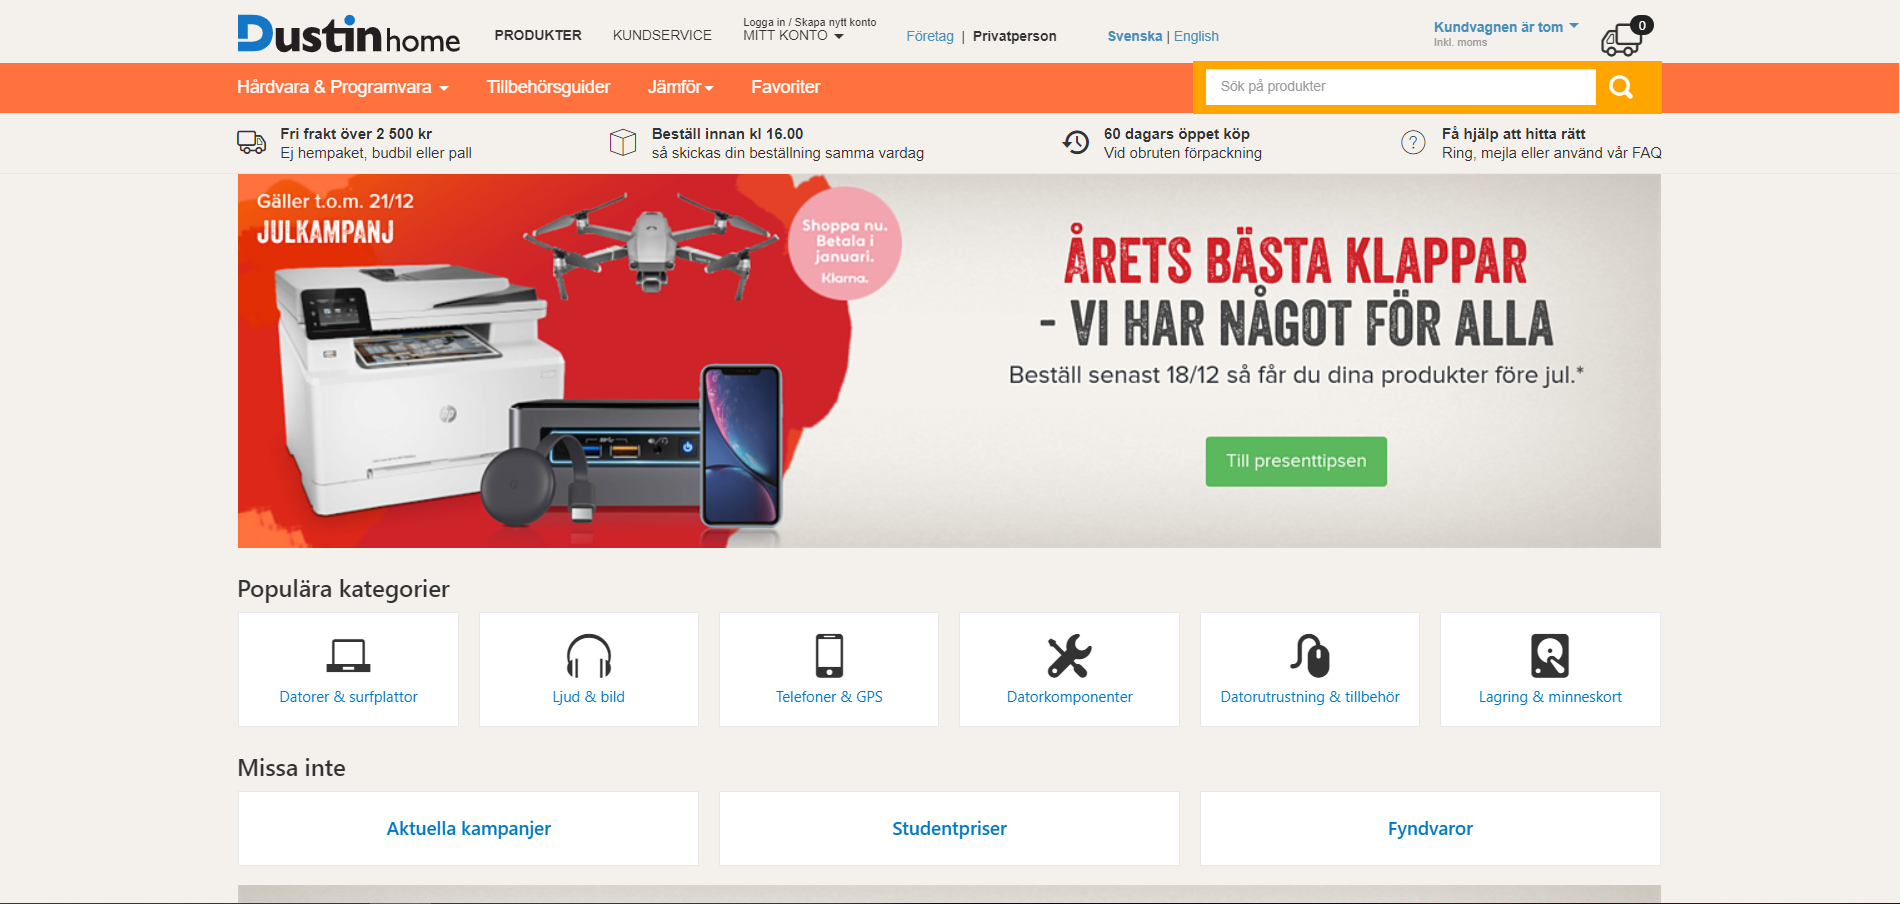 Dustin home
PRODUKTER
KUNDSERVICE
Logga in / Skapa nytt konto
MITT KONTO
Företag | Privatperson
Svenska | English
Kundvagnen är tom
Inkl. moms
0
Hårdvara & Programvara
Tillbehörsguider
Jämför
Favoriter
Sök på produkter
Fri frakt över 2 500 kr
Ej hempaket, budbil eller pall
Beställ innan kl 16.00
så skickas din beställning samma vardag
60 dagars öppet köp
Vid obruten förpackning
?
Få hjälp att hitta rätt
Ring, mejla eller använd vår FAQ
Gäller t.o.m. 21/12
JULKAMPANJ
Shoppa nu.
Betala i
januari.
Klarna.
hp
G
ÅRETS BÄSTA KLAPPAR
- VI HAR NÅGOT FÖR ALLA
Beställ senast 18/12 så får du dina produkter före jul.*
Till presenttipsen
Populära kategorier
Datorer & surfplattor
Ljud & bild
Telefoner & GPS
Datorkomponenter
Datorutrustning & tillbehör
Lagring & minneskort
Missa inte
Aktuella kampanjer
Studentpriser
Fyndvaror